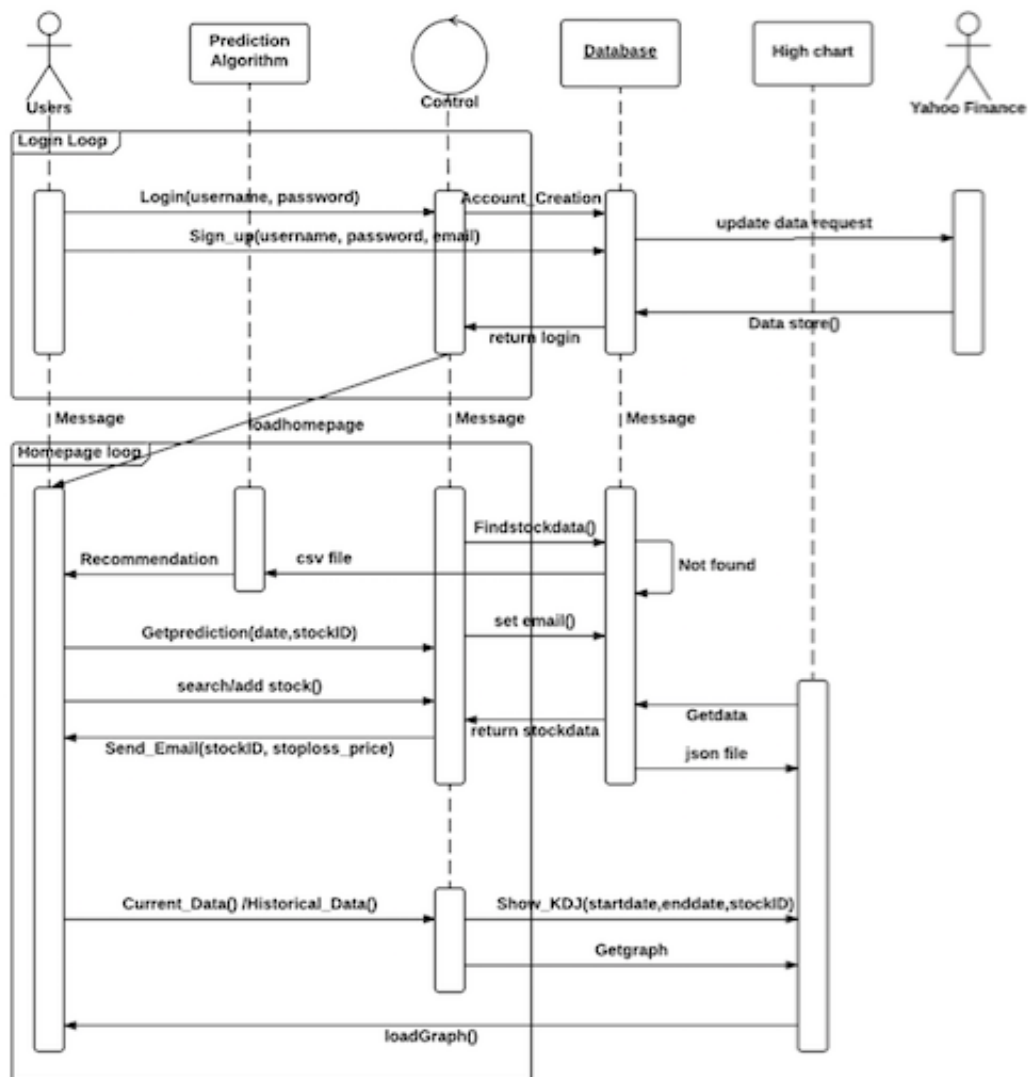 Prediction
Algorithm
Database
High chart
Users
Control
Yahoo Finance
Login Loop
Login(username, password)
Account_Creation
Sign_up(username, password, email)
update data request
return login
Data store()
Message
loadhomepage
Message
Message
Homepage loop
Findstockdata()
Recommendation
csv file
Not found
Getprediction(date,stockID)
set email()
search/add stock()
Getdata
return stockdata
Send_Email(stockID, stoploss_price)
json file
Current_Data() /Historical_Data()
Show_KDJ(startdate,enddate,stockID)
Getgraph
loadGraph()